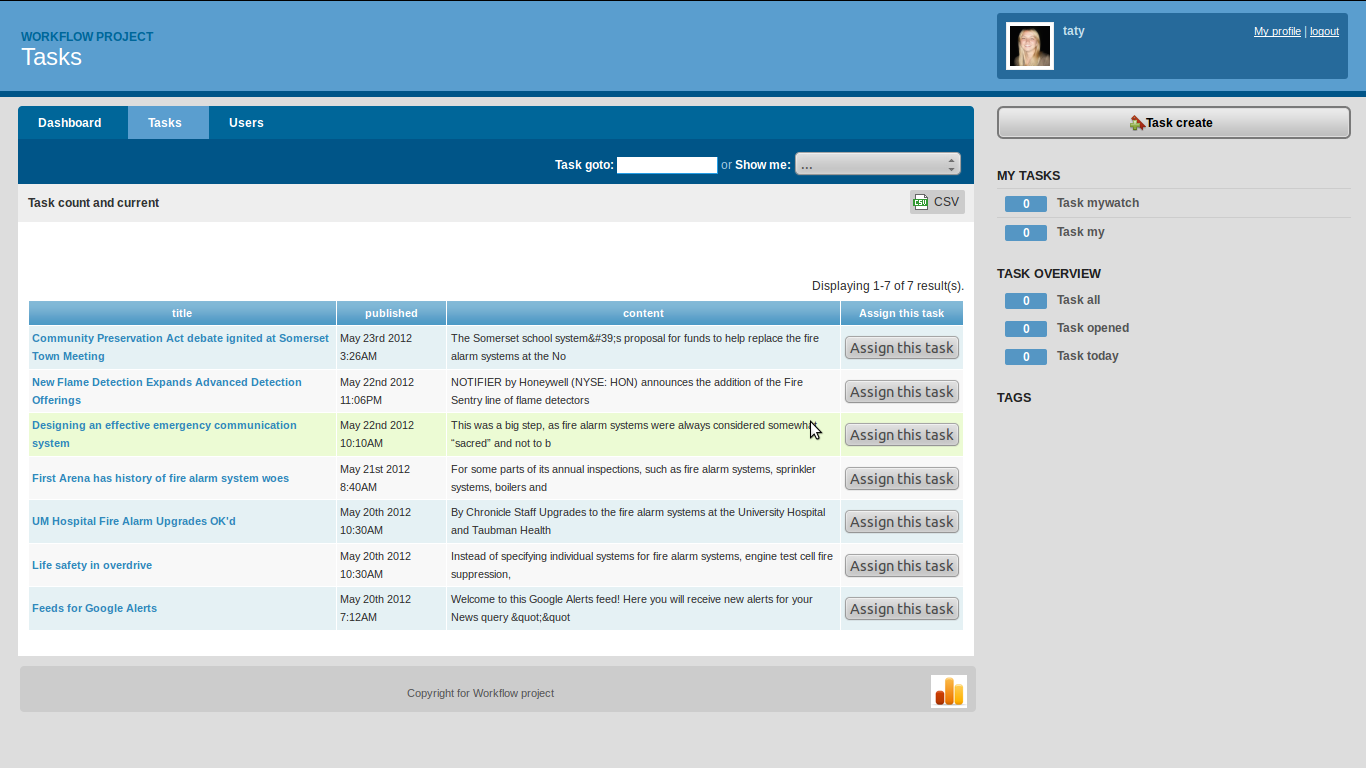 WORKFLOW PROJECT
Tasks
taty
My profile | logout
Dashboard Tasks Users
Task goto: or Show me: ...
Task count and current
CSV
Displaying 1-7 of 7 result(s).
title published content Assign this task
Community Preservation Act debate ignited at Somerset
Town Meeting
May 23rd 2012
3:26AM
The Somerset school system&#39;s proposal for funds to help replace the fire
alarm systems at the No
Assign this task
New Flame Detection Expands Advanced Detection
Offerings
May 22nd 2012
11:06PM
NOTIFIER by Honeywell (NYSE: HON) announces the addition of the Fire
Sentry line of flame detectors
Assign this task
Designing an effective emergency communication
system
May 22nd 2012
10:10AM
This was a big step, as fire alarm systems were always considered somewhat
“sacred” and not to b
Assign this task
First Arena has history of fire alarm system woes
May 21st 2012
8:40AM
For some parts of its annual inspections, such as fire alarm systems, sprinkler
systems, boilers and
Assign this task
UM Hospital Fire Alarm Upgrades OK'd
May 20th 2012
10:30AM
By Chronicle Staff Upgrades to the fire alarm systems at the University Hospital
and Taubman Health
Assign this task
Life safety in overdrive
May 20th 2012
10:30AM
Instead of specifying individual systems for fire alarm systems, engine test cell fire
suppression,
Assign this task
Feeds for Google Alerts
May 20th 2012
7:12AM
Welcome to this Google Alerts feed! Here you will receive new alerts for your
News query &quot;&quot
Assign this task
Copyright for Workflow project
Task create
MY TASKS
0 Task mywatch
0 Task my
TASK OVERVIEW
0 Task all
0 Task opened
0 Task today
TAGS